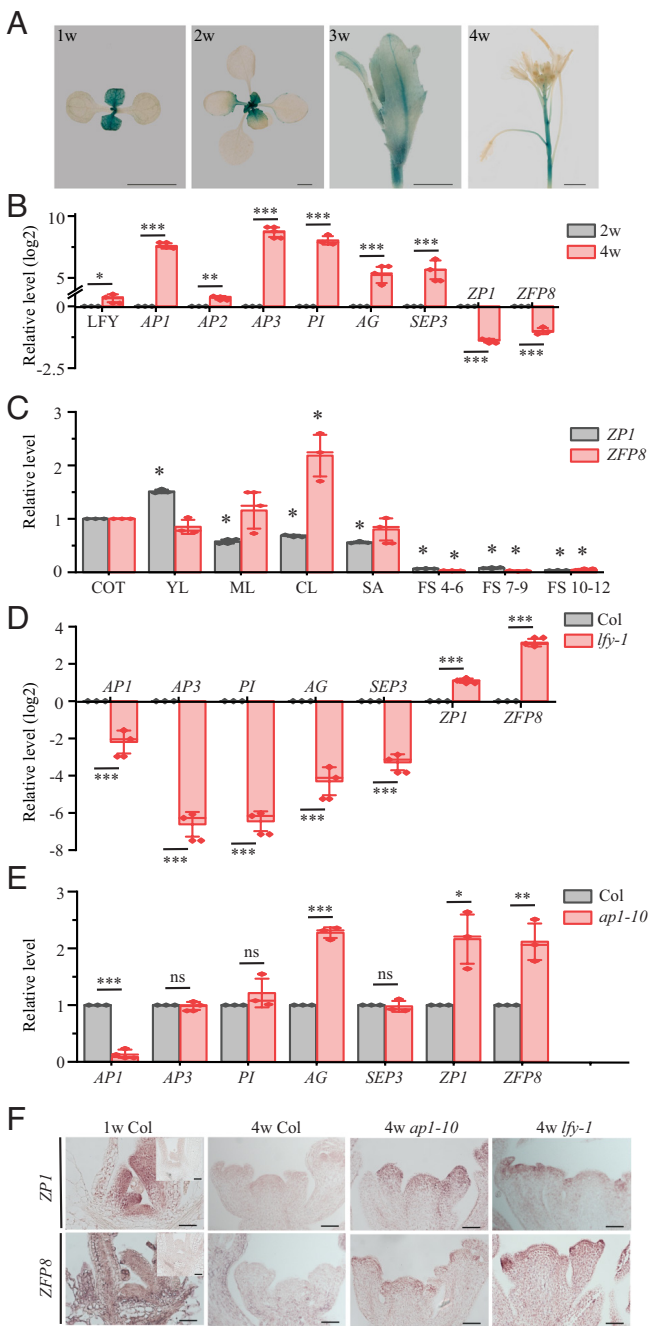 A
1w 2w 3w 4w
B
Relative level (log2)
10
5
0
-2.5
* *** ** *** *** *** ***
2w
4w
ZP1 ZFP8
LFY AP1 AP2 AP3 PI AG SEP3
*** ***
C
Relative level
3
2
1
0
ZP1
ZFP8
* * * * * * * * * * *
COT YL ML CL SA FS 4-6 FS 7-9 FS 10-12
D
Relative level (log2)
4
2
0
-2
-4
-6
-8
Col
lfy-1
*** ***
AP1 AP3 PI AG SEP3
ZP1 ZFP8
*** *** *** *** ***
E
Relative level
3
2
1
0
Col
ap1-10
*** ns ns *** ns * **
AP1 AP3 PI AG SEP3 ZP1 ZFP8
F
1w Col 4w Col 4w ap1-10 4w lfy-1
ZP1
ZFP8